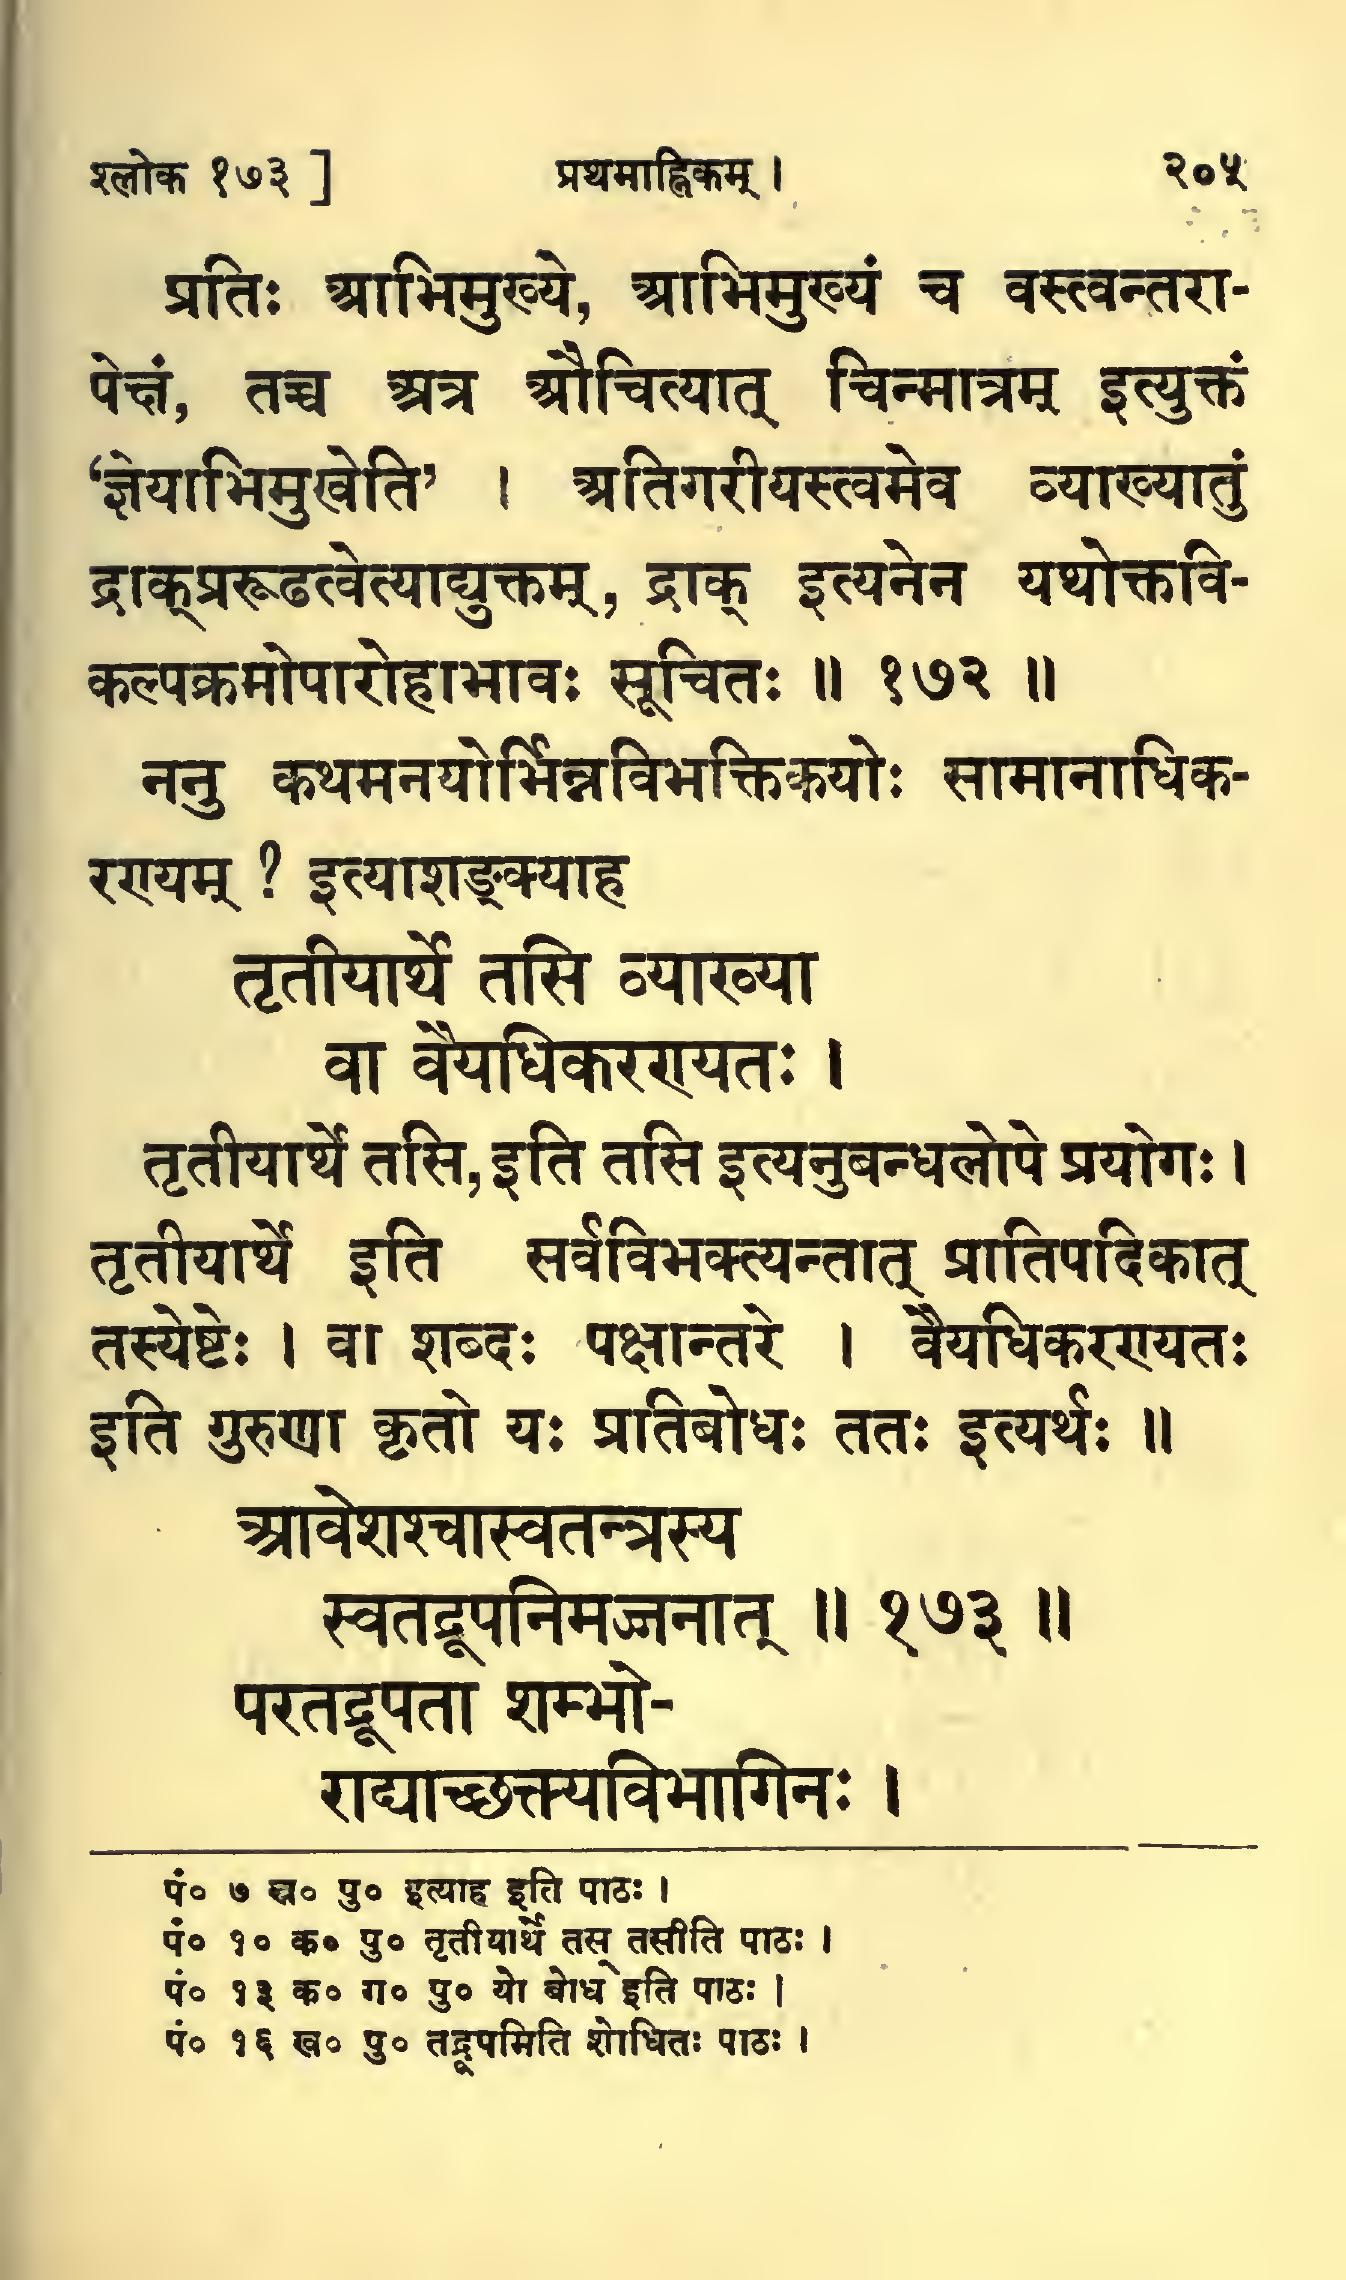 श्लोक १७३ ] प्रथमाह्निकम् । २०५
प्रतिः आभिमुख्ये, आभिमुख्यं च वस्त्वन्तरा-
पेक्षं, तच्च अत्र औचित्यात् चिन्मात्रम् इत्युक्तं
‘ज्ञेयाभिमुखेति’ । अतिगरीयस्त्वमेव व्याख्यातुं
द्राक्प्ररूढत्वेत्याद्युक्तम्, द्राक् इत्यनेन यथोक्तवि-
कल्पक्रमोपारोहाभावः सूचितः ॥ १७२ ॥
ननु कथमनयोर्भिन्नविभक्तिकयोः सामानाधिक-
रण्यम् ? इत्याशङ्क्याह
तृतीयार्थे तसि व्याख्या
वा वैयधिकरण्यतः ।
तृतीयार्थे तसि, इति तसि इत्यनुबन्धलोपे प्रयोगः ।
तृतीयार्थे इति सर्वविभक्त्यन्तात् प्रातिपदिकात्
तस्येष्टेः । वा शब्दः पक्षान्तरे । वैयधिकरण्यतः
इति गुरुणा कृतो यः प्रतिबोधः ततः इत्यर्थः ॥
आवेशश्चास्वतन्त्रस्य
स्वतद्रूपनिमज्जनात् ॥ १७३ ॥
परतद्रूपता शम्भो-
राद्याच्छक्त्यविभागिनः ।
पं० ७ ख० पु० इत्याह इति पाठः ।
पं० १० क० पु० तृतीयार्थे तस् तसीति पाठः ।
पं० १३ क० ग० पु० यो बोध इति पाठः |
पं० १६ ख० पु० तद्रूपमिति शोधितः पाठः ।